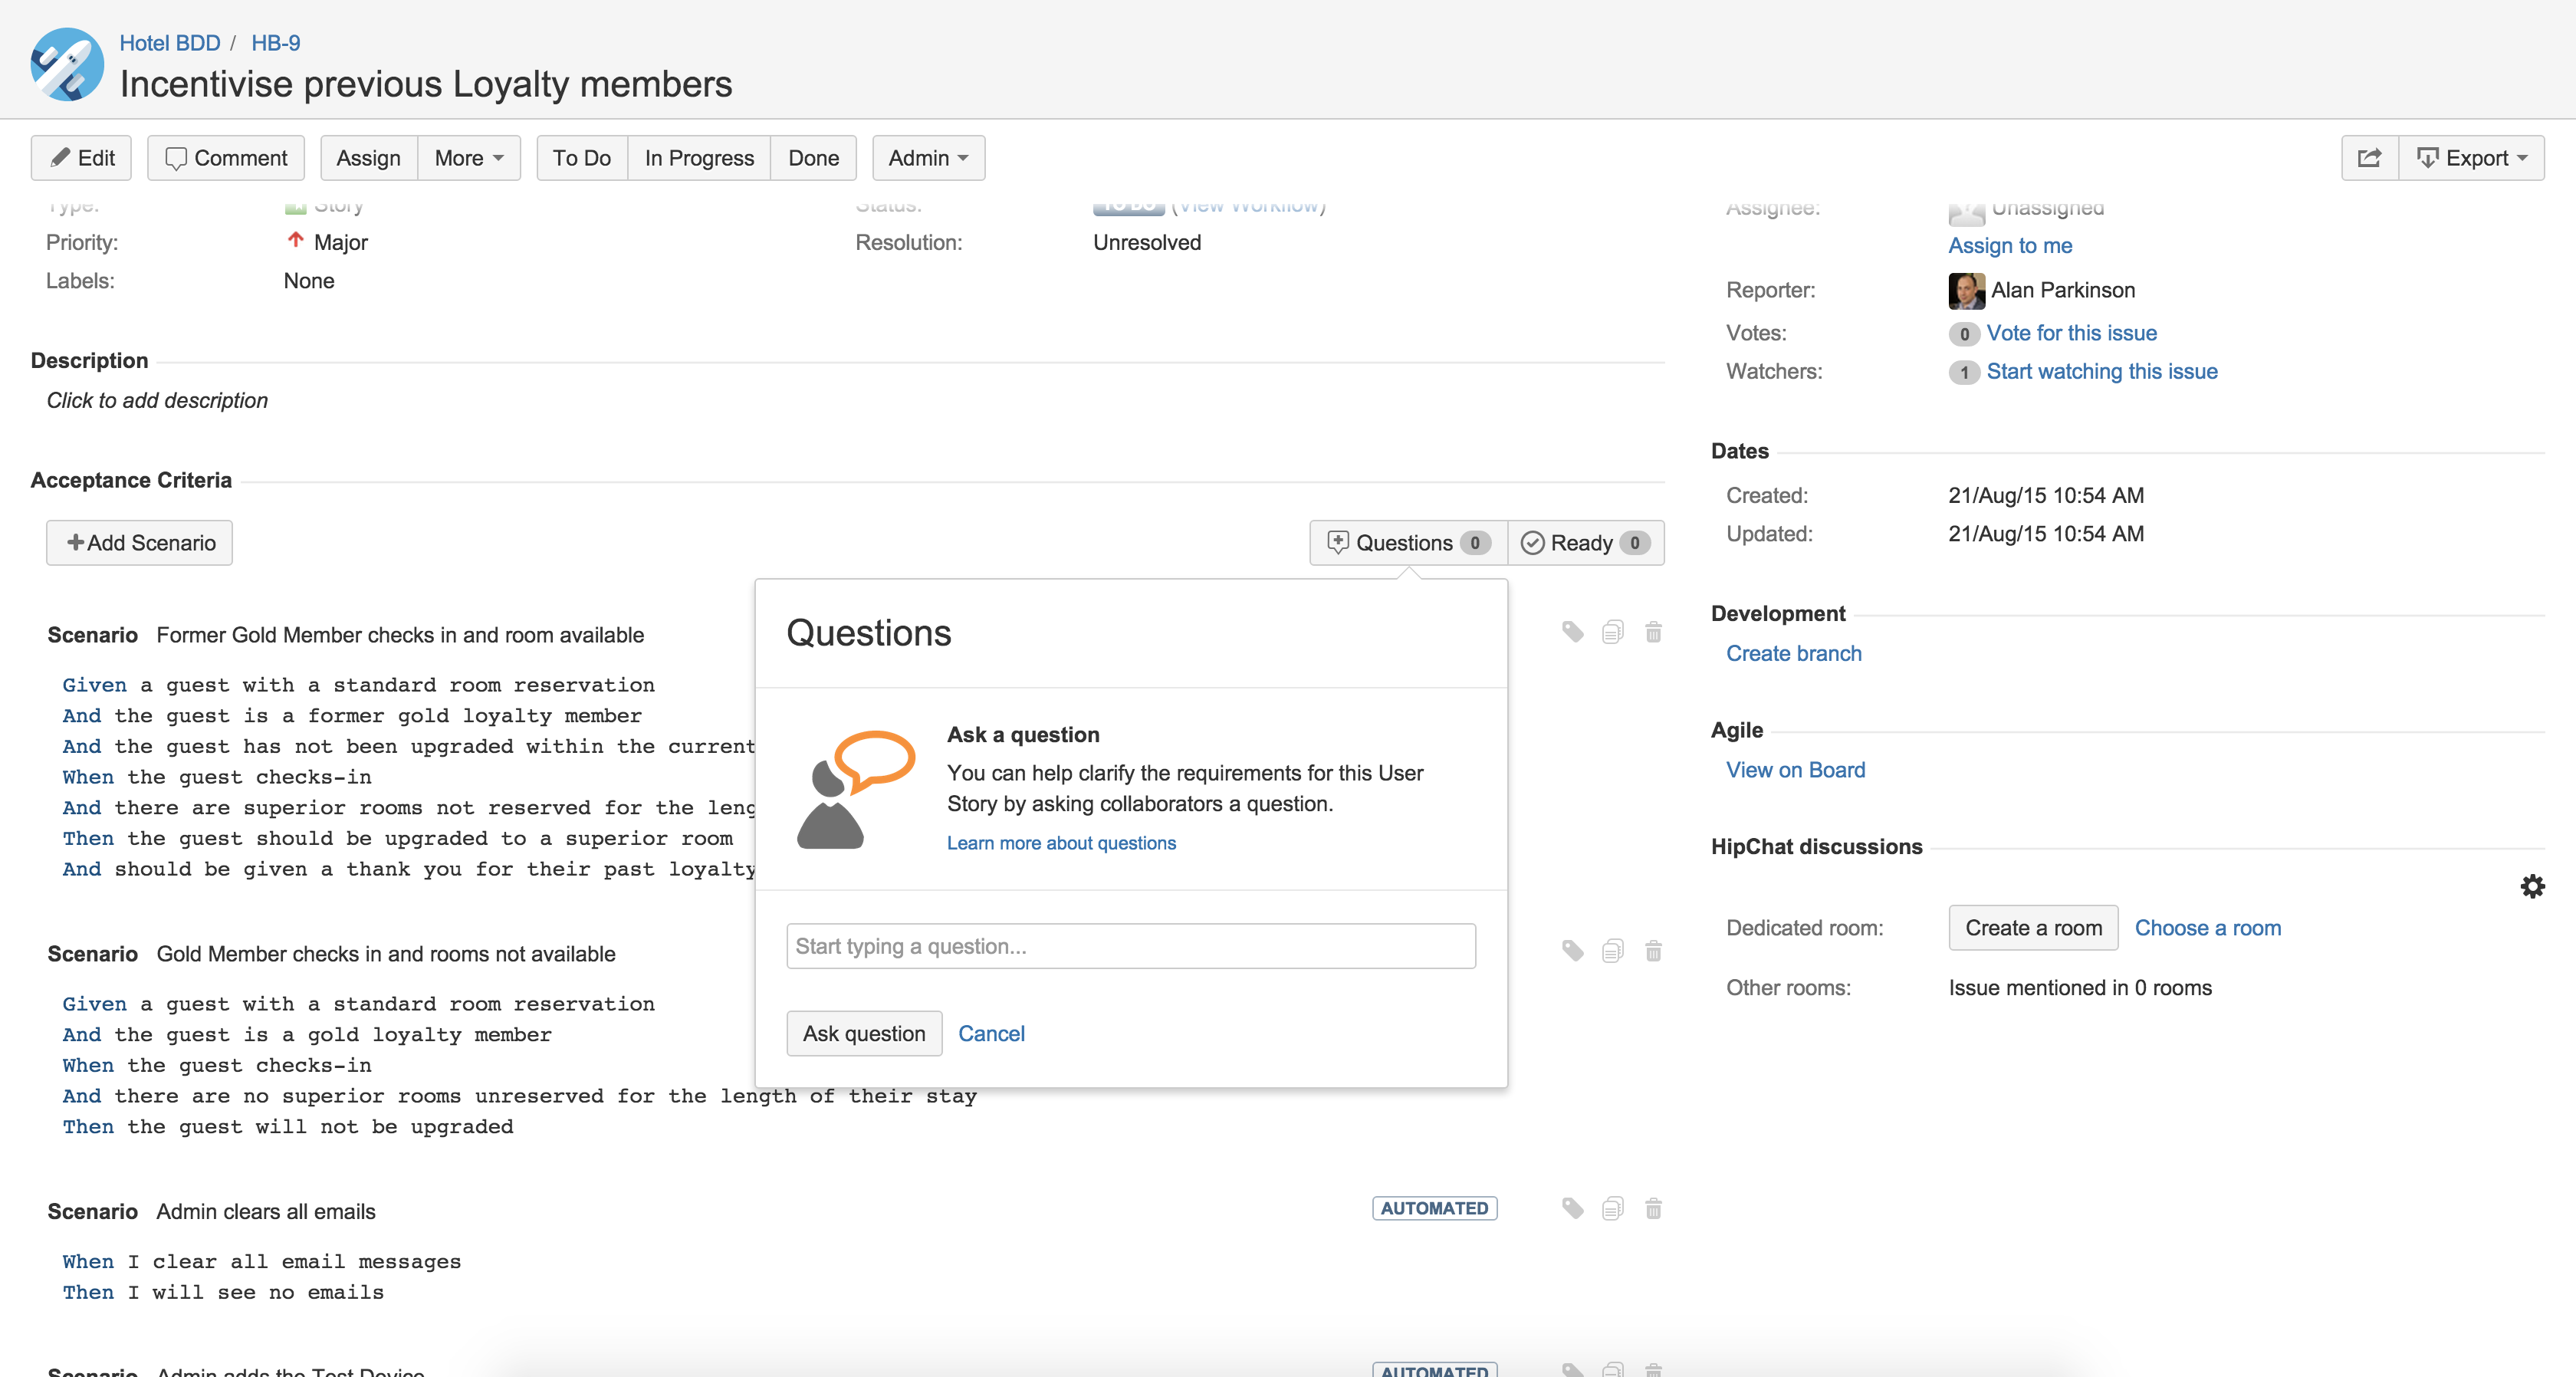 Hotel BDD / HB-9
Incentivise previous Loyalty members
Edit Comment Assign More To Do In Progress Done Admin Export
Type: Story Status: TO DO (View Workflow)
Priority: Major Resolution: Unresolved
Labels: None
Description
Click to add description
Acceptance Criteria
+Add Scenario Questions 0 Ready 0
Scenario Former Gold Member checks in and room available
Given a guest with a standard room reservation
And the guest is a former gold loyalty member
And the guest has not been upgraded within the current
When the guest checks-in
And there are superior rooms not reserved for the
Then the guest should be upgraded to a superior room
And should be given a thank you for their past loyalty
Scenario Gold Member checks in and rooms not available
Given a guest with a standard room reservation
And the guest is a gold loyalty member
When the guest checks-in
And there are no superior rooms unreserved for the length of their stay
Then the guest will not be upgraded
Scenario Admin clears all emails AUTOMATED
When I clear all email messages
Then I will see no emails
Scenario Admin adds the Test Device AUTOMATED
Questions
Ask a question
You can help clarify the requirements for this User
Story by asking collaborators a question.
Learn more about questions
Start typing a question...
Ask question Cancel
Assignee: Unassigned
Assign to me
Reporter: Alan Parkinson
Votes: 0 Vote for this issue
Watchers: 1 Start watching this issue
Dates
Created: 21/Aug/15 10:54 AM
Updated: 21/Aug/15 10:54 AM
Development
Create branch
Agile
View on Board
HipChat discussions
Dedicated room: Create a room Choose a room
Other rooms: Issue mentioned in 0 rooms